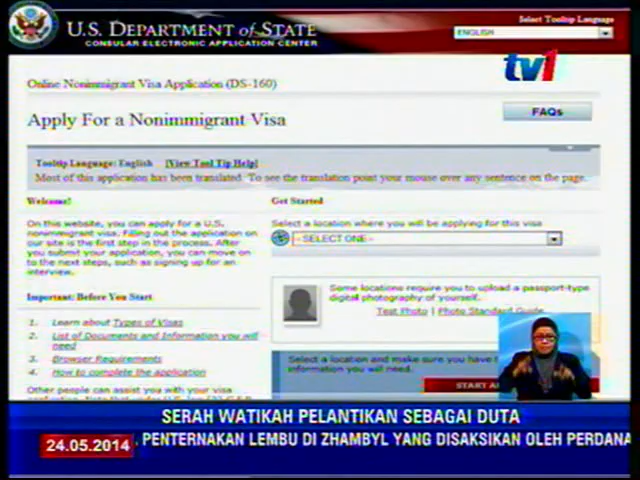 U.S. DEPARTMENT of STATE
CONSULAR ELECTRONIC APPLICATION CENTER
Select Tooltip Language
ENGLISH
tv1
Online Nonimmigrant Visa Application (DS-160)
Apply For a Nonimmigrant Visa
FAQs
Tooltip Language: English [View Tool Tip Help]
Most of this application has been translated. To see the translation point your mouse over any sentence on the page.
Welcome!
On this website, you can apply for a U.S.
nonimmigrant visa. Filling out the application on
our site is the first step in the process. After
you submit your application, you can move on
to the next steps, such as signing up for an
interview.
Important: Before You Start
1. Learn about Types of Visas
2. List of Documents and Information you will
need
3. Browser Requirements
4. How to complete the application
Other people can assist you with your
Get Started
Select a location where you will be applying for this visa
- SELECT ONE -
Some locations require you to upload a passport-type
digital photography of yourself.
Test Photo | Photo Standard Guide
Select a location and make sure you have
information you will need.
START A
SERAH WATIKAH PELANTIKAN SEBAGAI DUTA
24.05.2014
. PENTERNAKAN LEMBU DI ZHAMBYL YANG DISAKSIKAN OLEH PERDANA